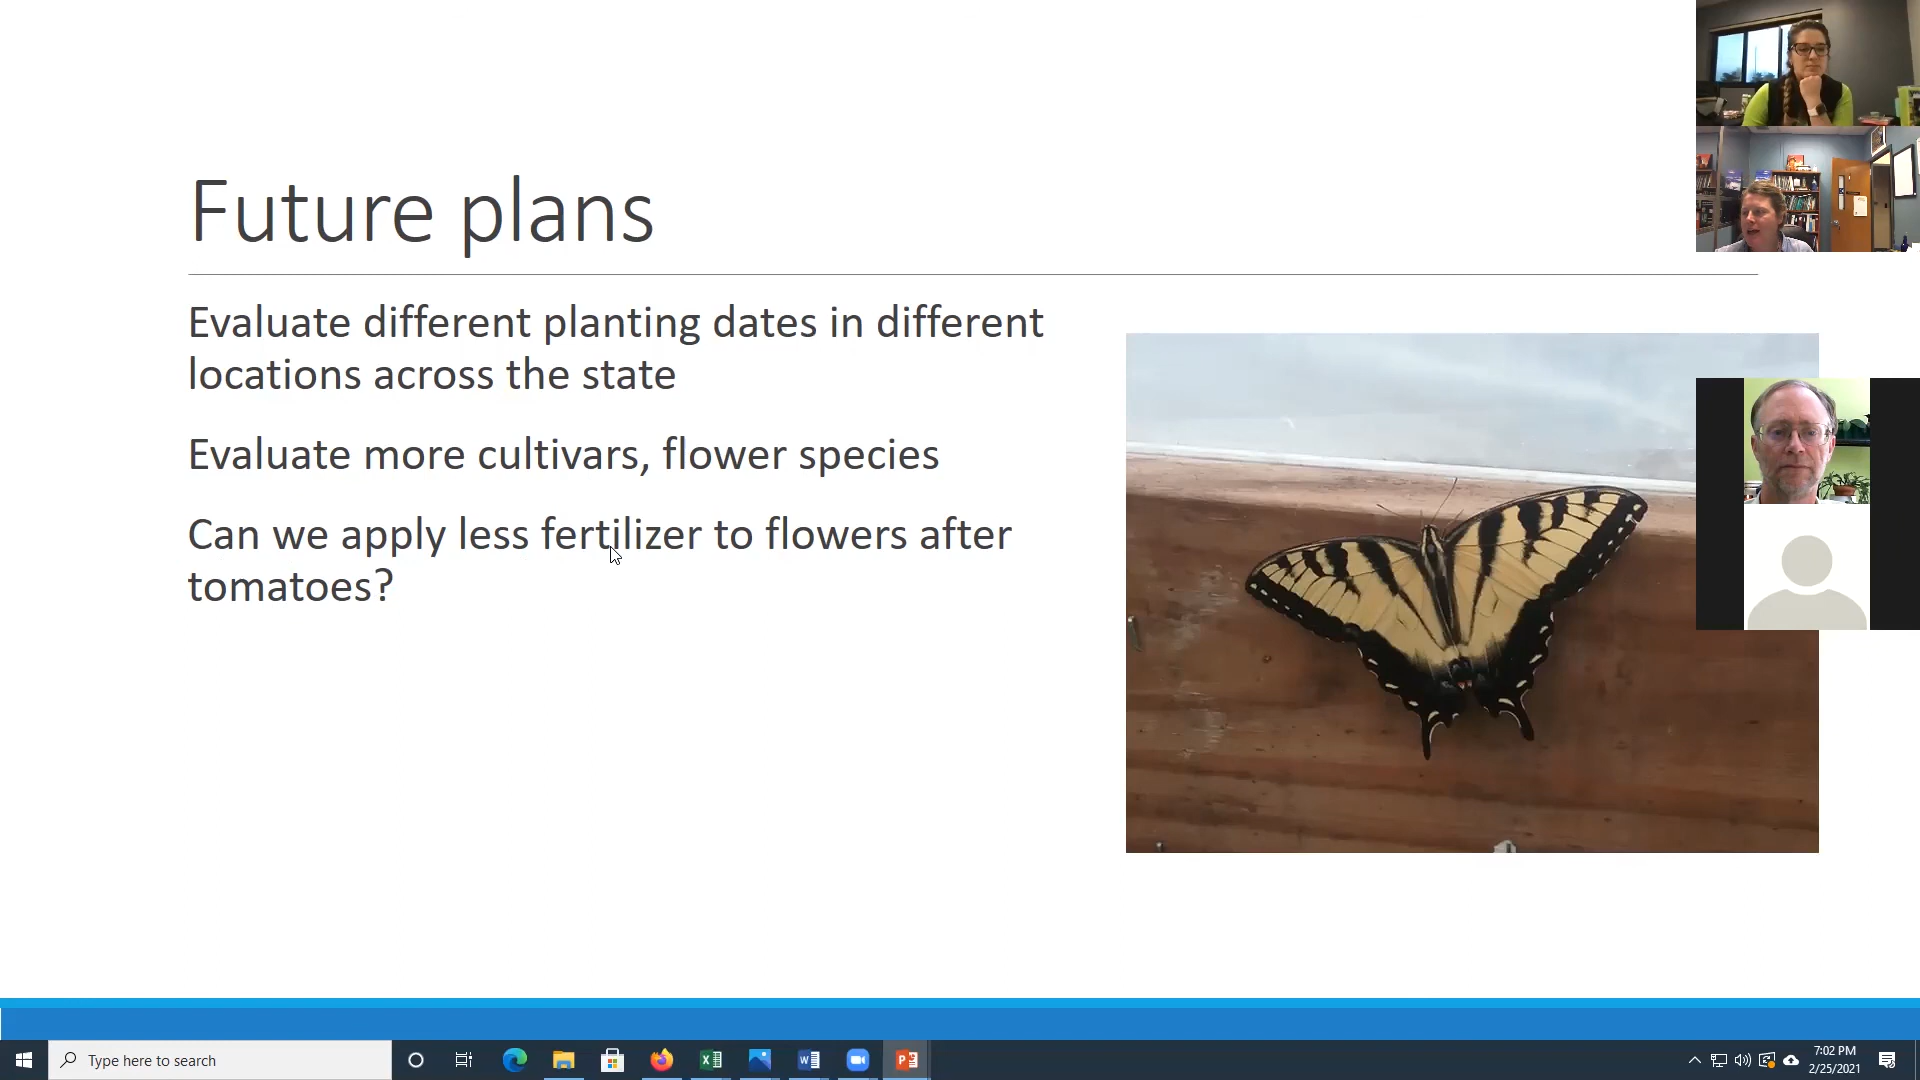 Future plans
Evaluate different planting dates in different
locations across the state
Evaluate more cultivars, flower species
Can we apply less fertilizer to flowers after
tomatoes?
Type here to search
7:02 PM
2/25/2021